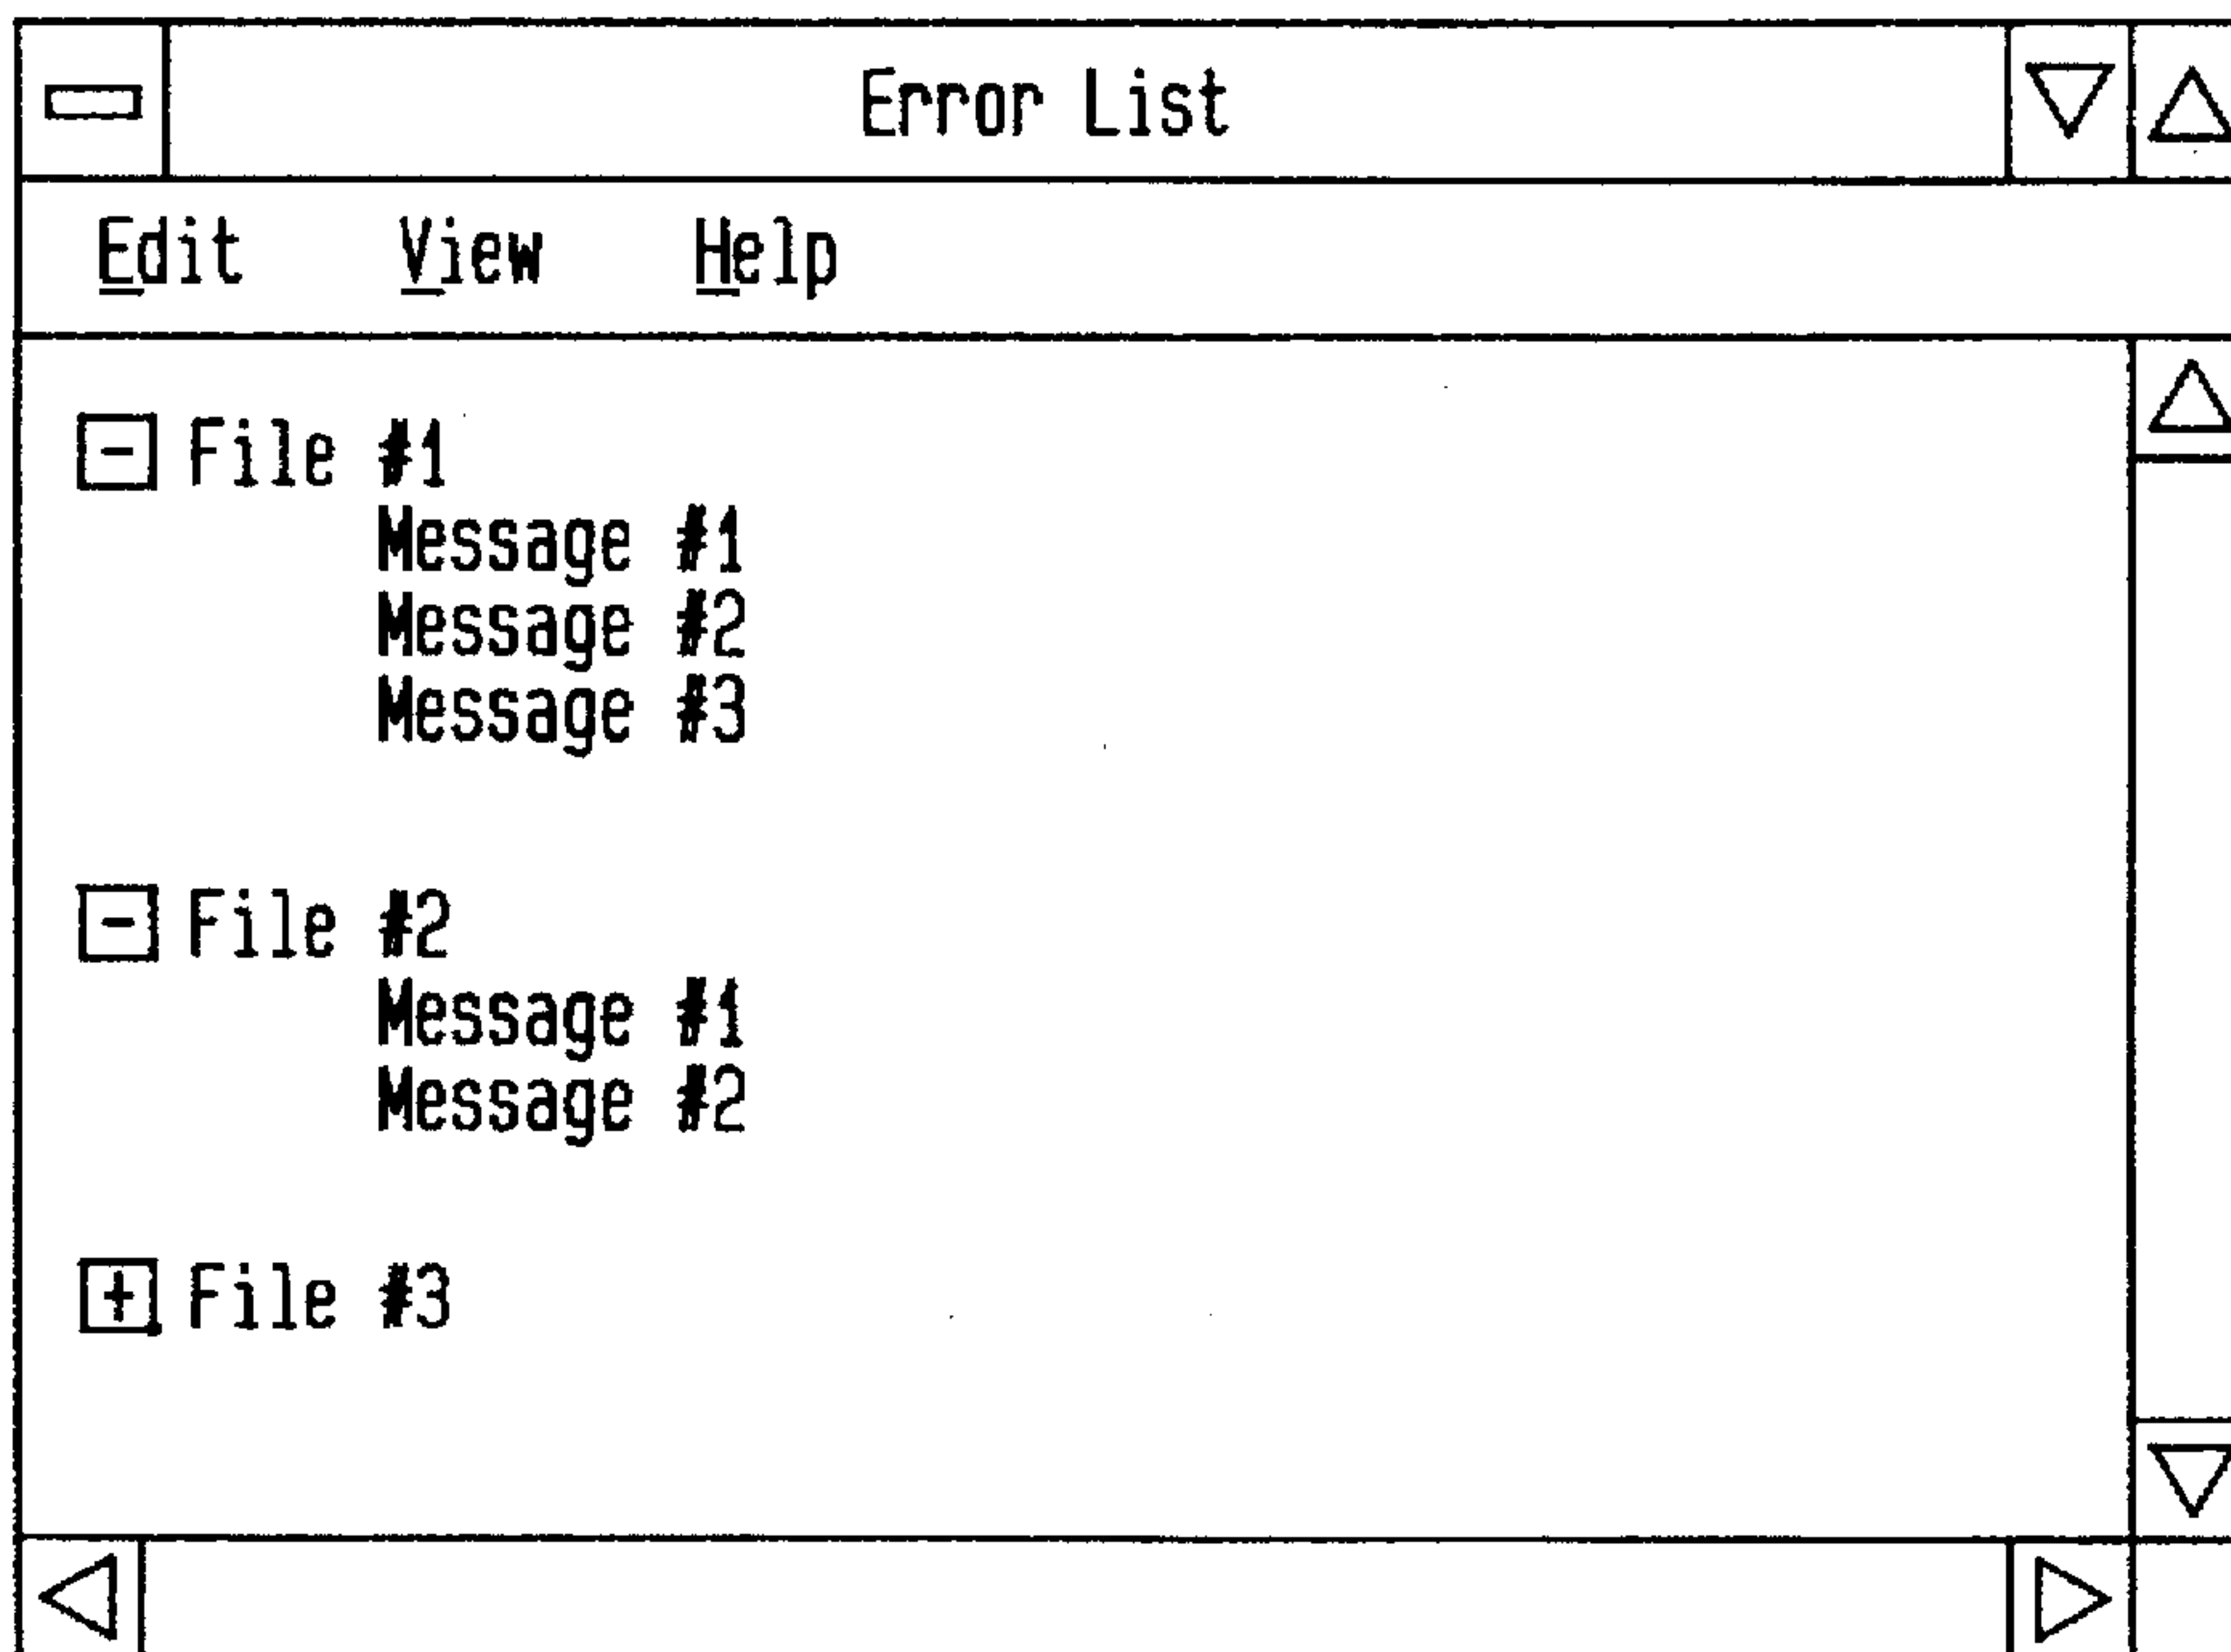 Error List
Edit View Help
- File #1
Message #1
Message #2
Message #3
- File #2
Message #1
Message #2
+ File #3